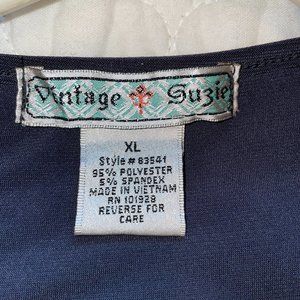 Vintage Suzie
XL
Style # 83541
95% POLYESTER
5% SPANDEX
MADE IN VIETNAM
RN 101928
REVERSE FOR
CARE